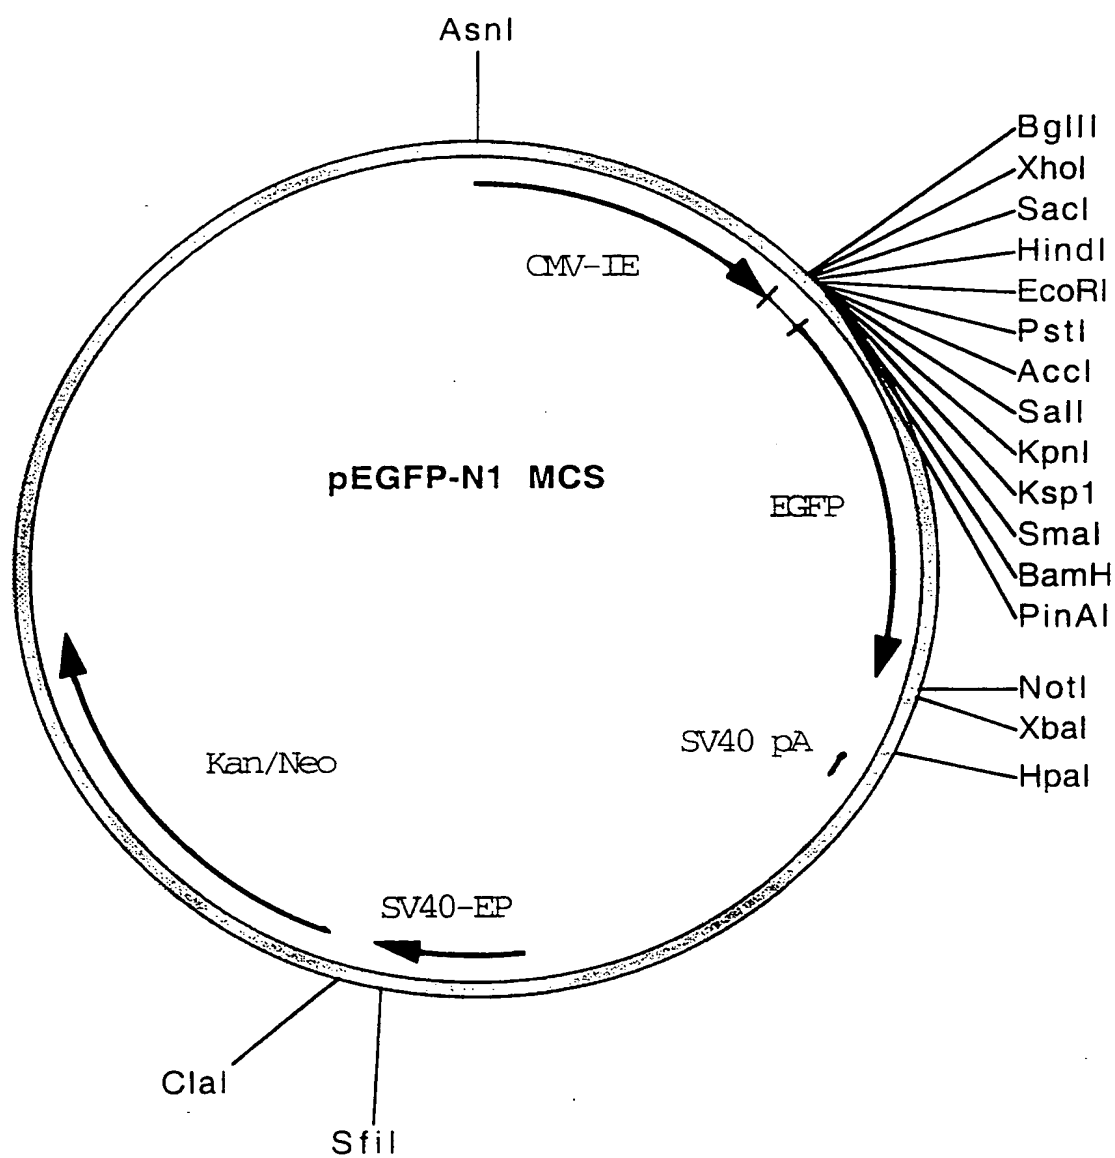 AsnI
BglII
XhoI
SacI
HindI
EcoRI
PstI
AccI
SalI
KpnI
Ksp1
SmaI
BamH
PinAI
NotI
XbaI
HpaI
CMV-IE
pEGFP-N1 MCS
EGFP
SV40 pA
Kan/Neo
SV40-EP
ClaI
SfiI